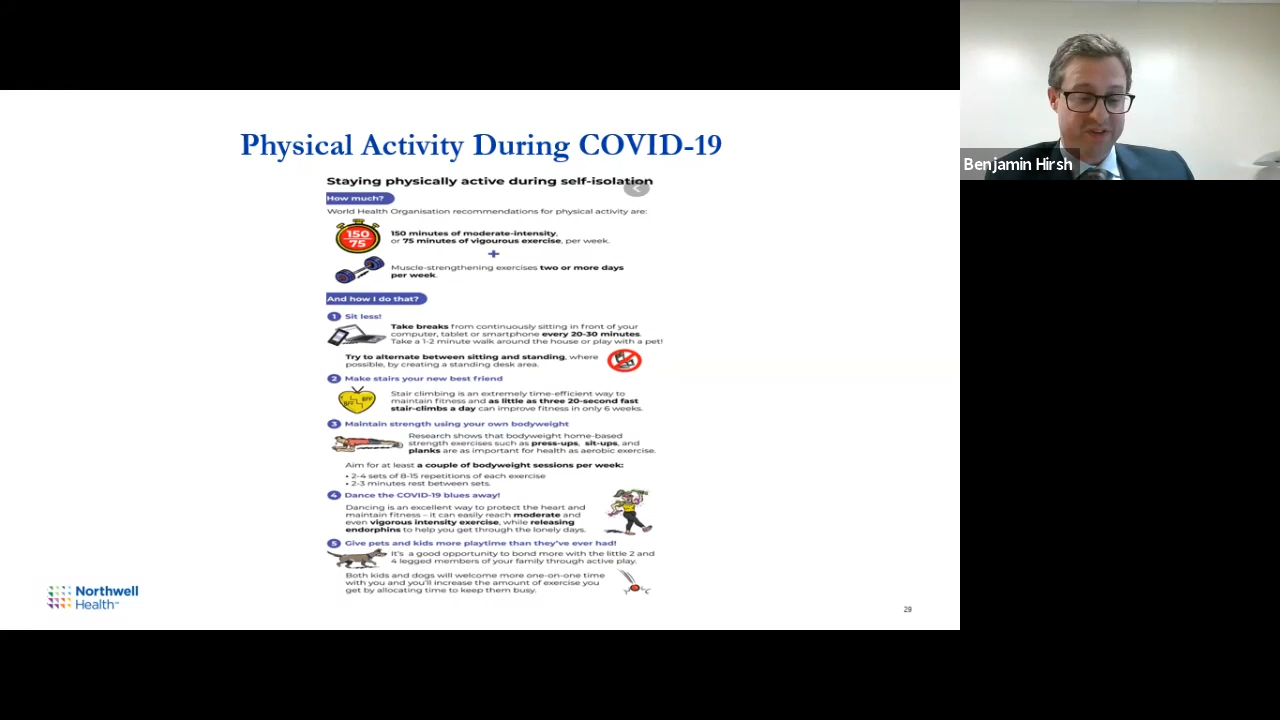 Physical Activity During COVID-19
Benjamin Hirsh
Staying physically active during self-isolation
How much?
World Health Organisation recommendations for physical activity are:
150
75
150 minutes of moderate-intensity,
or 75 minutes of vigourous exercise, per week.
+
Muscle-strengthening exercises two or more days
per week.
And how I do that?
1 Sit less!
Take breaks from continuously sitting in front of your
computer, tablet or smartphone every 20-30 minutes.
Take a 1-2 minute walk around the house or play with a pet!
Try to alternate between sitting and standing, where
possible, by creating a standing desk area.
2 Make stairs your new best friend
BFF BFF
Stair climbing is an extremely time-efficient way to
maintain fitness and as little as three 20-second fast
stair-climbs a day can improve fitness in only 6 weeks.
3 Maintain strength using your own bodyweight
Research shows that bodyweight home-based
strength exercises such as press-ups, sit-ups, and
planks are as important for health as aerobic exercise.
Aim for at least a couple of bodyweight sessions per week:
• 2-4 sets of 8-15 repetitions of each exercise
• 2-3 minutes rest between sets.
4 Dance the COVID-19 blues away!
Dancing is an excellent way to protect the heart and
maintain fitness – it can easily reach moderate and
even vigorous intensity exercise, while releasing
endorphins to help you get through the lonely days.
5 Give pets and kids more playtime than they've ever had!
It's a good opportunity to bond more with the little 2 and
4 legged members of your family through active play.
Both kids and dogs will welcome more one-on-one time
with you and you'll increase the amount of exercise you
get by allocating time to keep them busy.
Northwell
Health℠
29